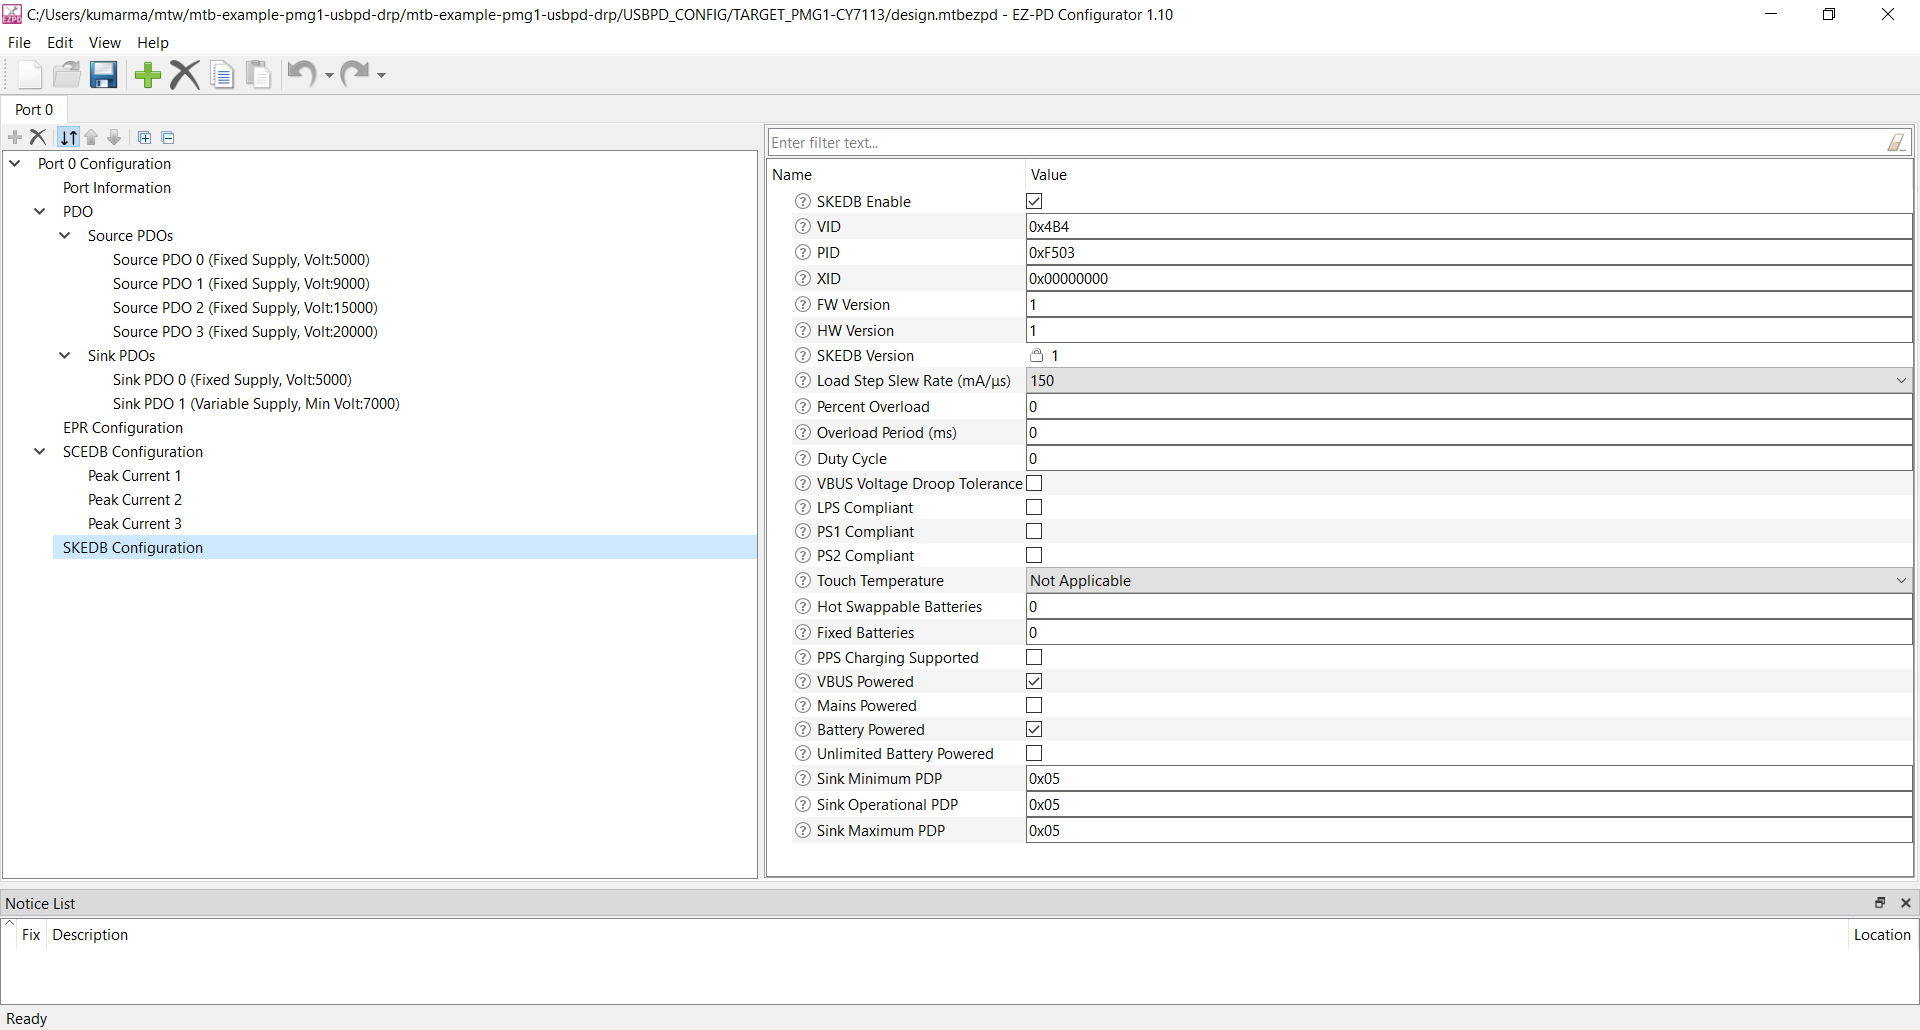 C:/Users/kumarma/mtw/mtb-example-pmg1-usbpd-drp/mtb-example-pmg1-usbpd-drp/USBPD_CONFIG/TARGET_PMG1-CY7113/design.mtbezpd - EZ-PD Configurator 1.10
File Edit View Help
Port 0
Port 0 Configuration
Port Information
PDO
Source PDOs
Source PDO 0 (Fixed Supply, Volt:5000)
Source PDO 1 (Fixed Supply, Volt:9000)
Source PDO 2 (Fixed Supply, Volt:15000)
Source PDO 3 (Fixed Supply, Volt:20000)
Sink PDOs
Sink PDO 0 (Fixed Supply, Volt:5000)
Sink PDO 1 (Variable Supply, Min Volt:7000)
EPR Configuration
SCEDB Configuration
Peak Current 1
Peak Current 2
Peak Current 3
SKEDB Configuration
Enter filter text...
Name Value
SKEDB Enable
VID 0x4B4
PID 0xF503
XID 0x00000000
FW Version 1
HW Version 1
SKEDB Version 1
Load Step Slew Rate (mA/µs) 150
Percent Overload 0
Overload Period (ms) 0
Duty Cycle 0
VBUS Voltage Droop Tolerance
LPS Compliant
PS1 Compliant
PS2 Compliant
Touch Temperature Not Applicable
Hot Swappable Batteries 0
Fixed Batteries 0
PPS Charging Supported
VBUS Powered
Mains Powered
Battery Powered
Unlimited Battery Powered
Sink Minimum PDP 0x05
Sink Operational PDP 0x05
Sink Maximum PDP 0x05
Notice List
Fix Description Location
Ready